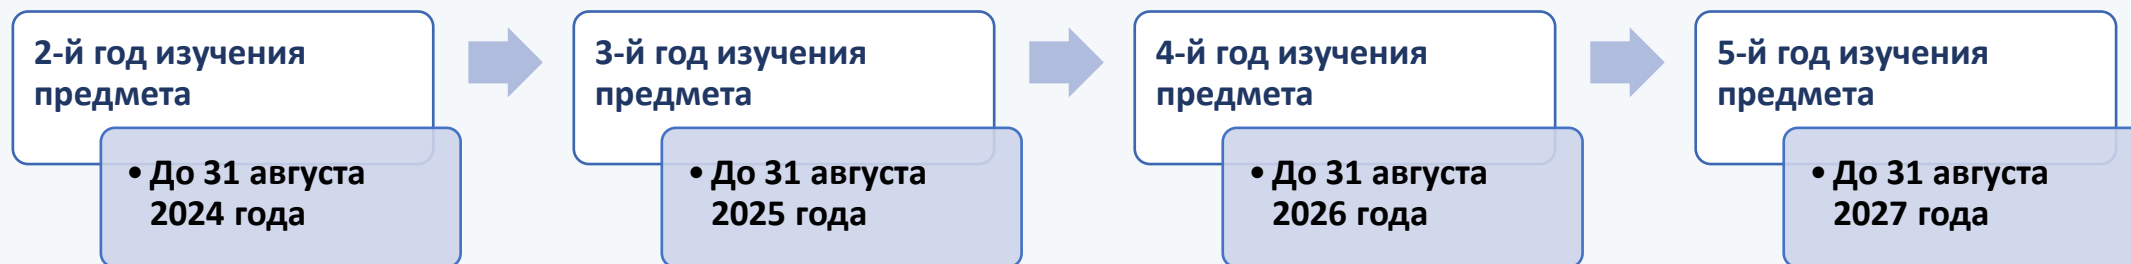 2-й год изучения
предмета
• До 31 августа
2024 года
3-й год изучения
предмета
• До 31 августа
2025 года
4-й год изучения
предмета
• До 31 августа
2026 года
5-й год изучения
предмета
• До 31 августа
2027 года